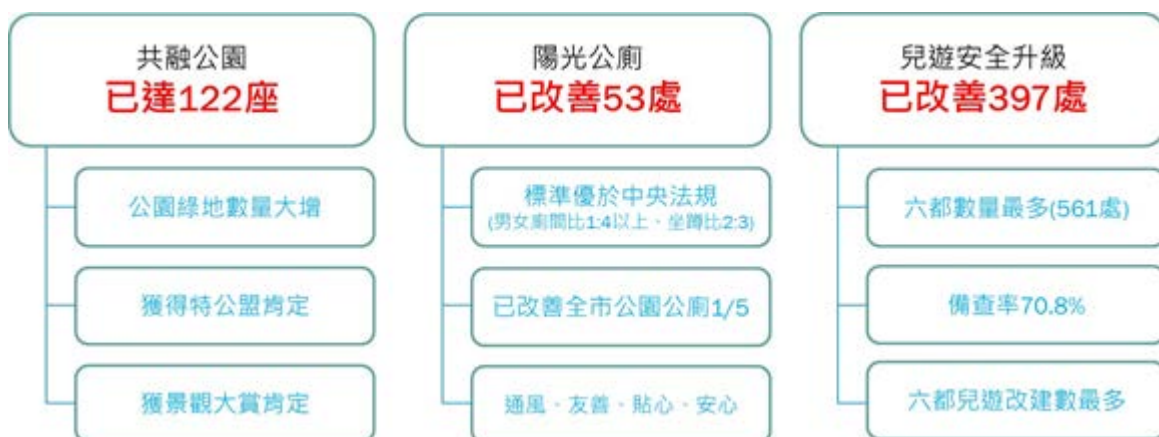 共融公園
已達122座
公園綠地數量大增
獲得特公盟肯定
獲景觀大賞肯定
陽光公廁
已改善53處
標準優於中央法規
(男女廁間比1:4以上、坐蹲比2:3)
已改善全市公園公廁1/5
通風、友善、貼心、安心
兒遊安全升級
已改善397處
六都數量最多(561處)
備查率70.8%
六都兒遊改建數最多